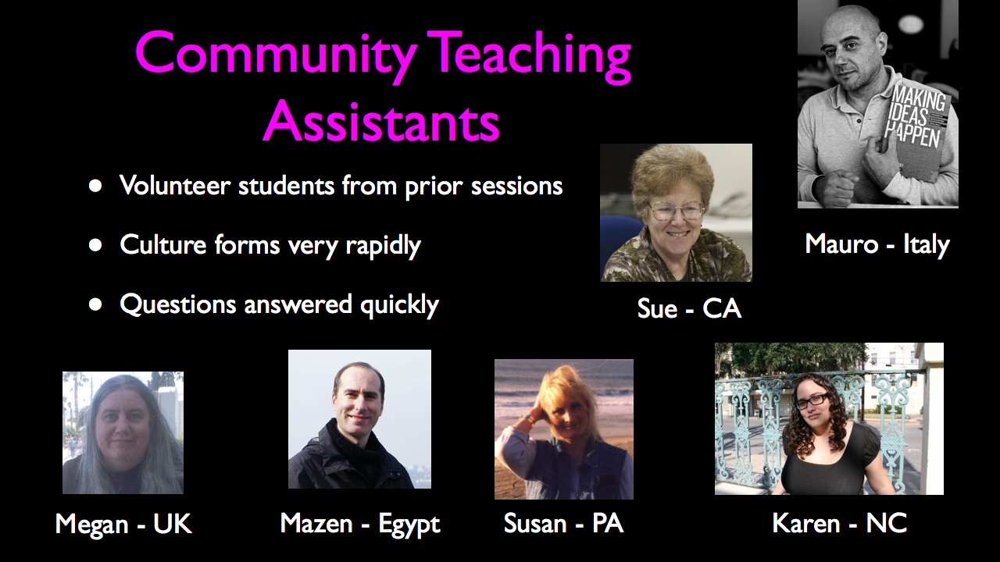 Community Teaching
Assistants
● Volunteer students from prior sessions
● Culture forms very rapidly
● Questions answered quickly
MAKING
IDEAS
HAPPEN
Mauro - Italy
Sue - CA
Megan - UK
Mazen - Egypt
Susan - PA
Karen - NC